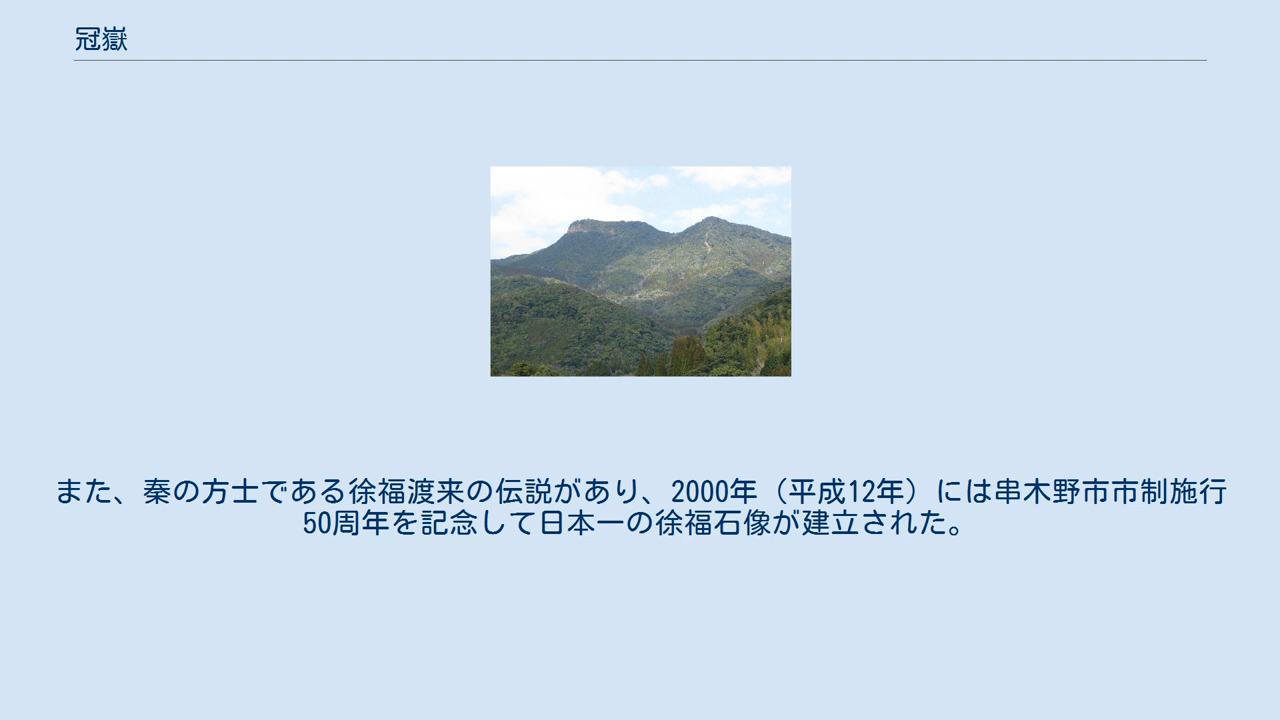 冠嶽
また、秦の方士である徐福渡来の伝説があり、2000年（平成12年）には串木野市市制施行
50周年を記念して日本一の徐福石像が建立された。